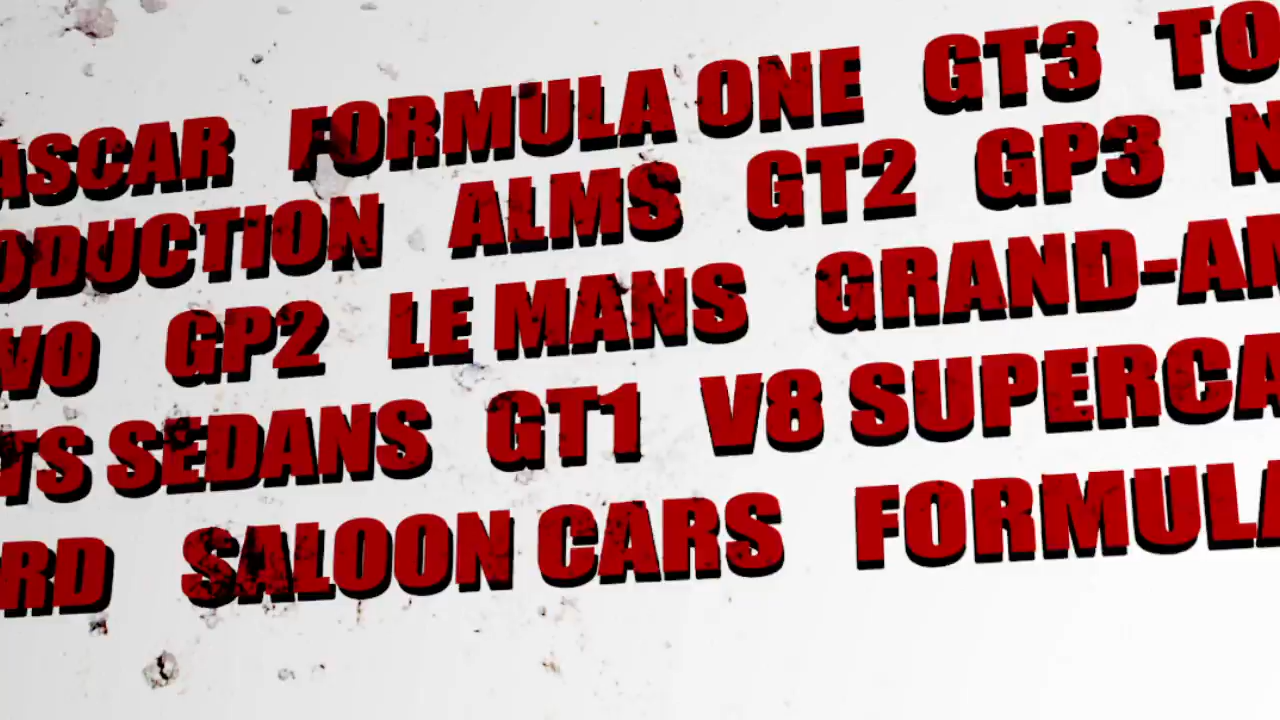 ASCAR FORMULA ONE GT3 TO
ODUCTION ALMS GT2 GP3 N
VO GP2 LE MANS GRAND-AM
TS SEDANS GT1 V8 SUPERCA
RD SALOON CARS FORMULA